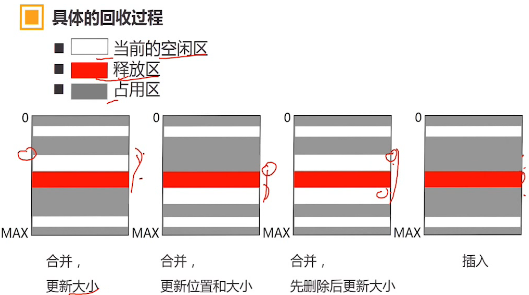 具体的回收过程
当前的空闲区
释放区
占用区
0 0 0 0
MAX MAX MAX MAX
合并， 合并， 合并， 插入
更新大小 更新位置和大小 先删除后更新大小